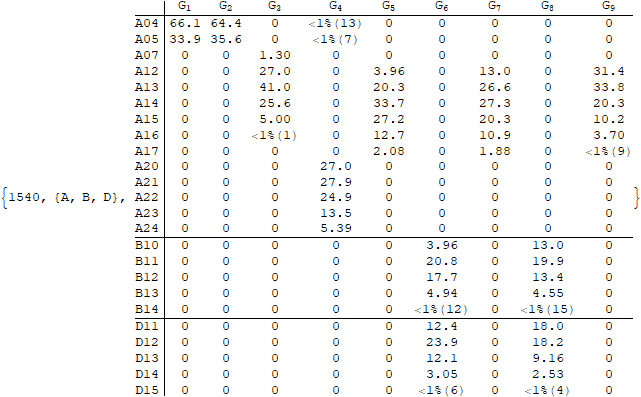 G1 G2 G3 G4 G5 G6 G7 G8 G9
A04 66.1 64.4 0 <1%(13) 0 0 0 0 0
A05 33.9 35.6 0 <1%(7) 0 0 0 0 0
A07 0 0 1.30 0 0 0 0 0 0
A12 0 0 27.0 0 3.96 0 13.0 0 31.4
A13 0 0 41.0 0 20.3 0 26.6 0 33.8
A14 0 0 25.6 0 33.7 0 27.3 0 20.3
A15 0 0 5.00 0 27.2 0 20.3 0 10.2
A16 0 0 <1%(1) 0 12.7 0 10.9 0 3.70
A17 0 0 0 0 2.08 0 1.88 0 <1%(9)
A20 0 0 0 27.0 0 0 0 0 0
A21 0 0 0 27.9 0 0 0 0 0
{1540, {A, B, D}, A22 0 0 0 24.9 0 0 0 0 0 }
A23 0 0 0 13.5 0 0 0 0 0
A24 0 0 0 5.39 0 0 0 0 0
B10 0 0 0 0 0 3.96 0 13.0 0
B11 0 0 0 0 0 20.8 0 19.9 0
B12 0 0 0 0 0 17.7 0 13.4 0
B13 0 0 0 0 0 4.94 0 4.55 0
B14 0 0 0 0 0 <1%(12) 0 <1%(15) 0
D11 0 0 0 0 0 12.4 0 18.0 0
D12 0 0 0 0 0 23.9 0 18.2 0
D13 0 0 0 0 0 12.1 0 9.16 0
D14 0 0 0 0 0 3.05 0 2.53 0
D15 0 0 0 0 0 <1%(6) 0 <1%(4) 0